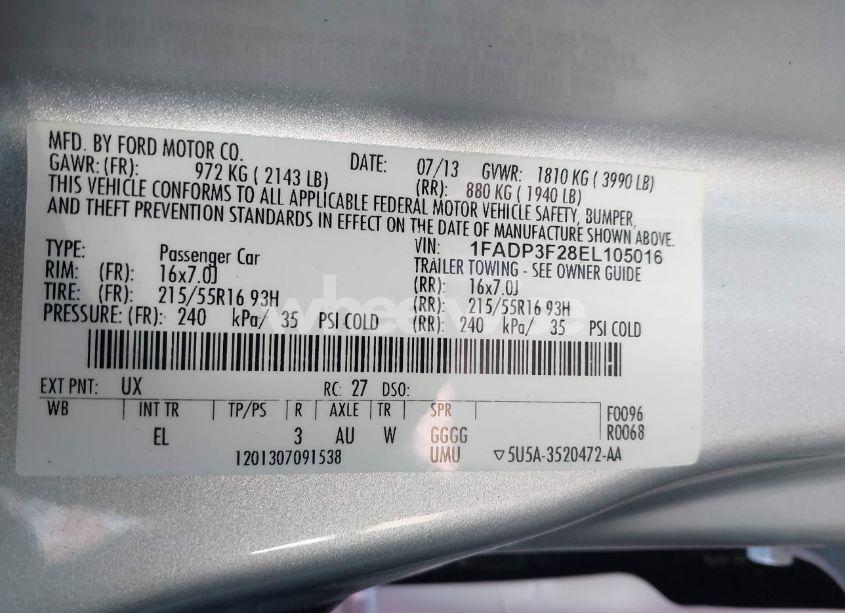 MFD. BY FORD MOTOR CO. DATE: 07/13 GVWR: 1810 KG ( 3990 LB)
GAWR: (FR): 972 KG ( 2143 LB) (RR): 880 KG ( 1940 LB)
THIS VEHICLE CONFORMS TO ALL APPLICABLE FEDERAL MOTOR VEHICLE SAFETY, BUMPER,
AND THEFT PREVENTION STANDARDS IN EFFECT ON THE DATE OF MANUFACTURE SHOWN ABOVE.
VIN: 1FADP3F28EL105016
TYPE: Passenger Car TRAILER TOWING - SEE OWNER GUIDE
RIM: (FR): 16x7.0J (RR): 16x7.0J
TIRE: (FR): 215/55R16 93H (RR): 215/55R16 93H
PRESSURE: (FR): 240 kPa/ 35 PSI COLD (RR): 240 kPa/ 35 PSI COLD
wheelwise
EXT PNT: UX RC: 27 DSO:
WB INT TR TP/PS R AXLE TR SPR F0096
EL 3 AU W GGGG R0068
1201307091538 UMU ▽5U5A-3520472-AA